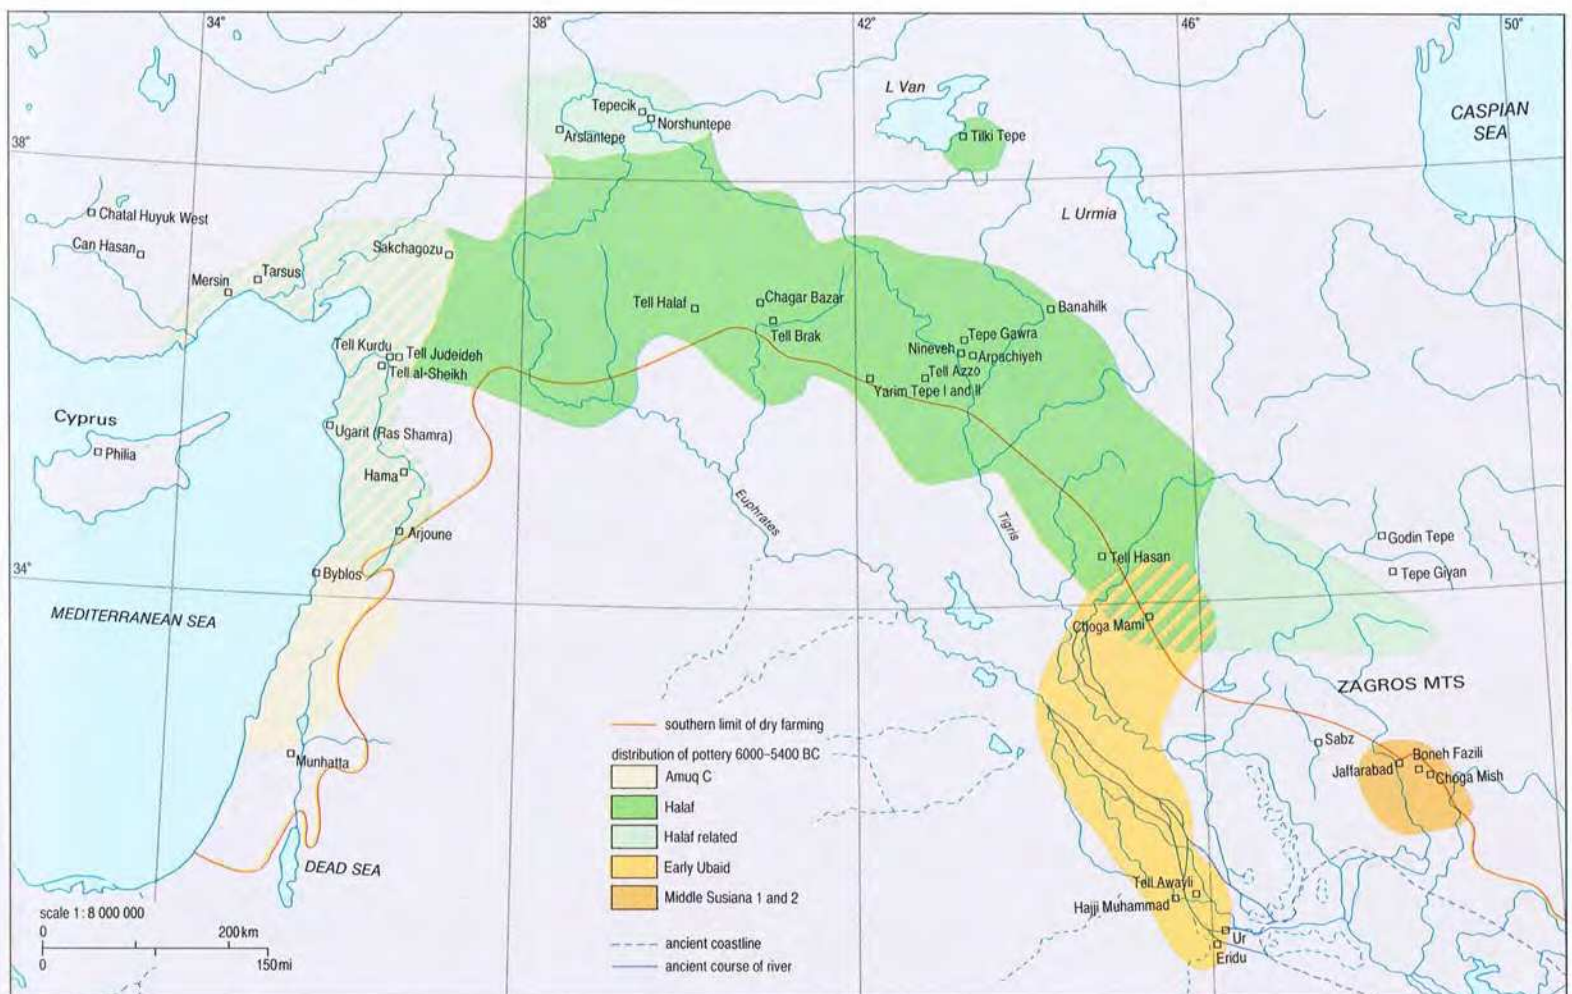 34°
38°
42°
46°
50°
L Van
CASPIAN
SEA
Tepecik
Norshuntepe
Arslantepe
Tilki Tepe
38°
Chatal Huyuk West
L Urmia
Can Hasan
Sakchagozu
Tarsus
Mersin
Tell Halaf
Chagar Bazar
Banahilk
Tell Brak
Tepe Gawra
Tell Kurdu
Tell Judeideh
Nineveh
Arpachiyeh
Tell al-Sheikh
Tell Azzo
Yarim Tepe I and II
Cyprus
Ugarit (Ras Shamra)
Philia
Hama
Euphrates
Tigris
Arjoune
Godin Tepe
Tell Hasan
34°
Byblos
Tepe Giyan
MEDITERRANEAN SEA
Choga Mami
ZAGROS MTS
southern limit of dry farming
Sabz
distribution of pottery 6000–5400 BC
Boneh Fazili
Munhatta
Jaffarabad
Choga Mish
Amuq C
Halaf
Halaf related
DEAD SEA
Early Ubaid
Tell Awayli
Middle Susiana 1 and 2
Hajji Muhammad
scale 1 : 8 000 000
0
200 km
Ur
ancient coastline
Eridu
0
150 mi
ancient course of river